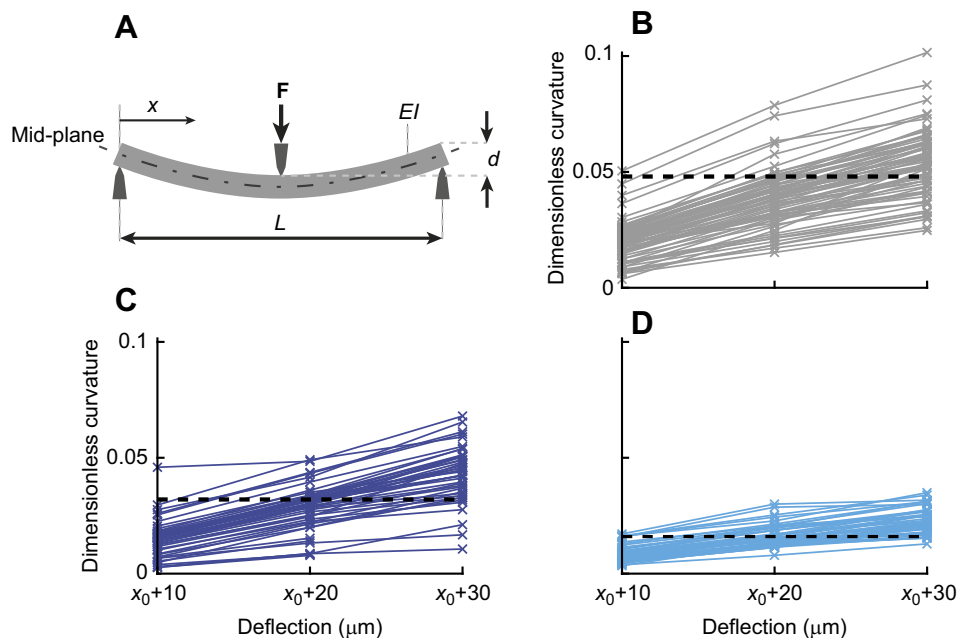 A
F
x
EI
Mid-plane
d
L
B
0.1
0.05
0
Dimensionless curvature
C
0.1
0.05
0
Dimensionless curvature
x0+10
x0+20
x0+30
Deflection (μm)
D
x0+10
x0+20
x0+30
Deflection (μm)